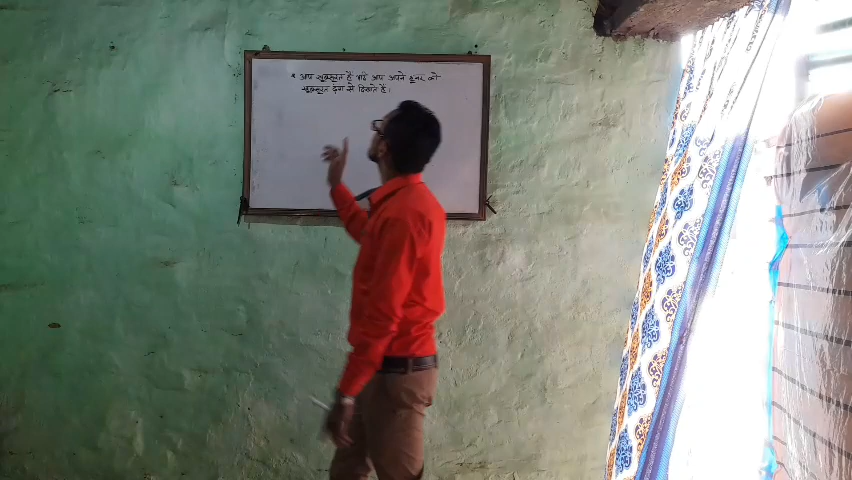 * आप खूबसूरत हैं यदि आप अपने हूनर को
खूबसूरत ढंग से दिखाते हैं।